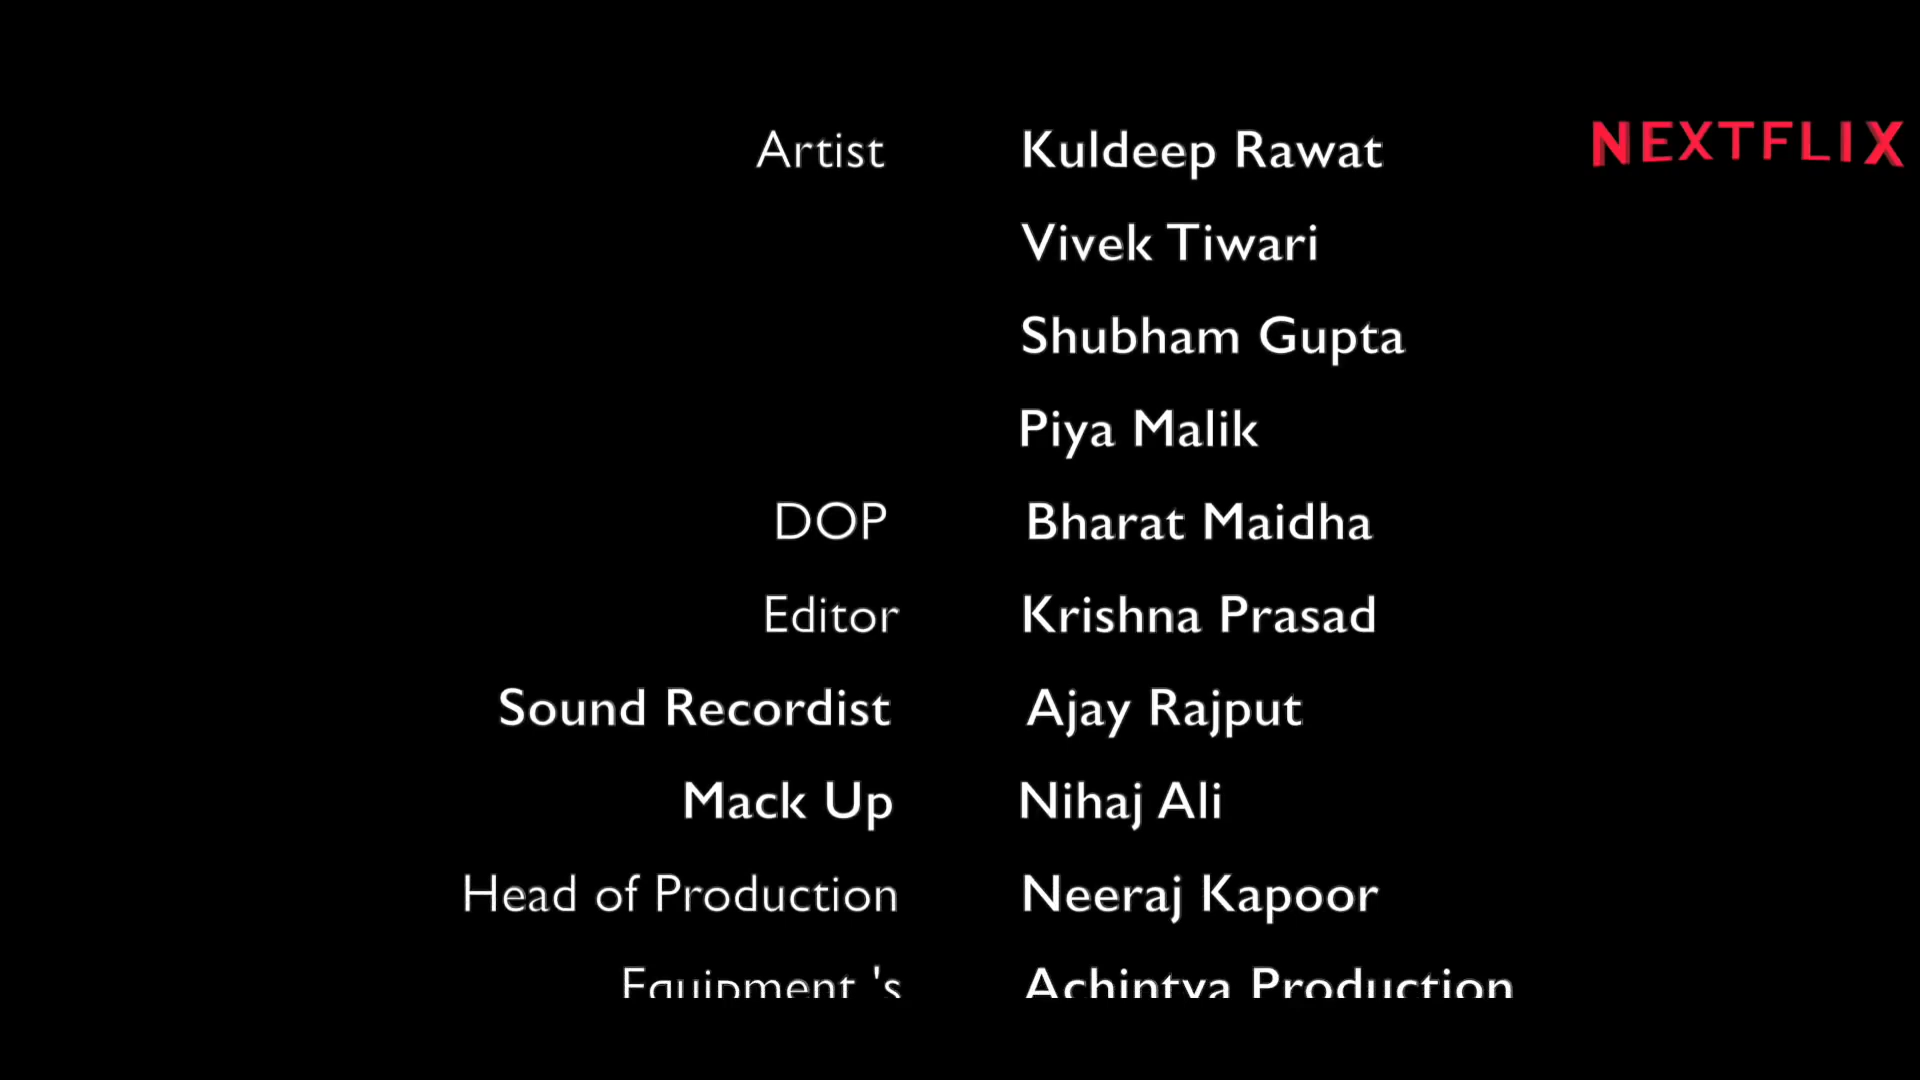 Artist Kuldeep Rawat NEXTFLIX
Vivek Tiwari
Shubham Gupta
Piya Malik
DOP Bharat Maidha
Editor Krishna Prasad
Sound Recordist Ajay Rajput
Mack Up Nihaj Ali
Head of Production Neeraj Kapoor
Equipment 's Achintya Production